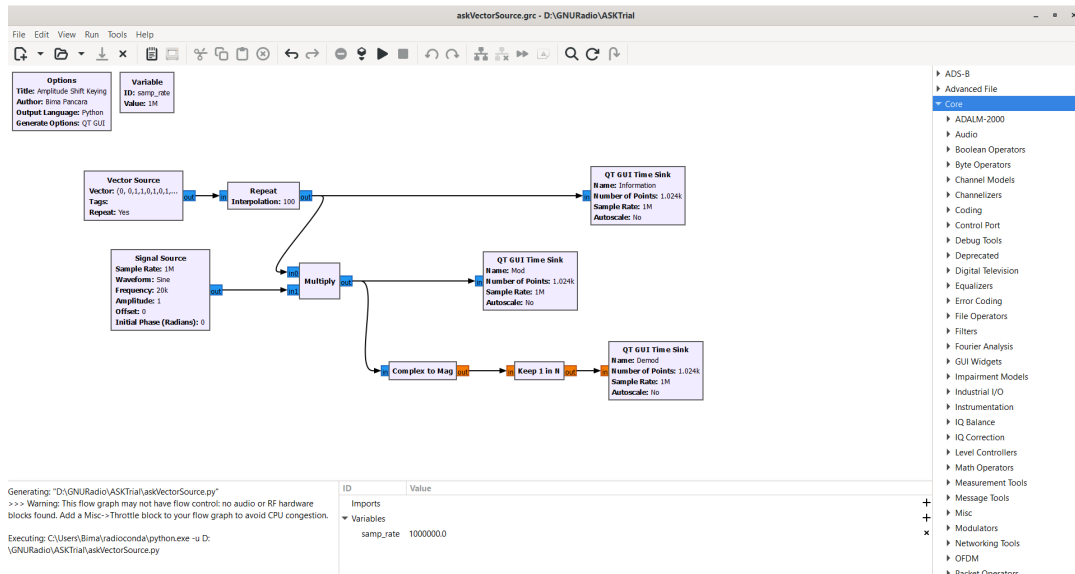 askVectorSource.grc - D:\GNURadio\ASKTrial
File Edit View Run Tools Help
Options
Title: Amplitude Shift Keying
Author: Bima Pancara
Output Language: Python
Generate Options: QT GUI
Variable
ID: samp_rate
Value: 1M
Vector Source
Vector: (0, 0,1,1,0,1,0,1,...
Tags:
Repeat: Yes
out
in
Repeat
Interpolation: 100
out
in
QT GUI Time Sink
Name: Information
Number of Points: 1.024k
Sample Rate: 1M
Autoscale: No
Signal Source
Sample Rate: 1M
Waveform: Sine
Frequency: 20k
Amplitude: 1
Offset: 0
Initial Phase (Radians): 0
out
in0
in1
Multiply
out
in
QT GUI Time Sink
Name: Mod
Number of Points: 1.024k
Sample Rate: 1M
Autoscale: No
in
Complex to Mag
out
in
Keep 1 in N
out
in
QT GUI Time Sink
Name: Demod
Number of Points: 1.024k
Sample Rate: 1M
Autoscale: No
ADS-B
Advanced File
Core
ADALM-2000
Audio
Boolean Operators
Byte Operators
Channel Models
Channelizers
Coding
Control Port
Debug Tools
Deprecated
Digital Television
Equalizers
Error Coding
File Operators
Filters
Fourier Analysis
GUI Widgets
Impairment Models
Industrial I/O
Instrumentation
IQ Balance
IQ Correction
Level Controllers
Math Operators
Measurement Tools
Message Tools
Misc
Modulators
Networking Tools
OFDM
Packet Operators
Generating: "D:\GNURadio\ASKTrial\askVectorSource.py"
>>> Warning: This flow graph may not have flow control: no audio or RF hardware
blocks found. Add a Misc->Throttle block to your flow graph to avoid CPU congestion.
Executing: C:\Users\Bima\radioconda\python.exe -u D:
\GNURadio\ASKTrial\askVectorSource.py
ID Value
Imports
Variables
samp_rate 1000000.0